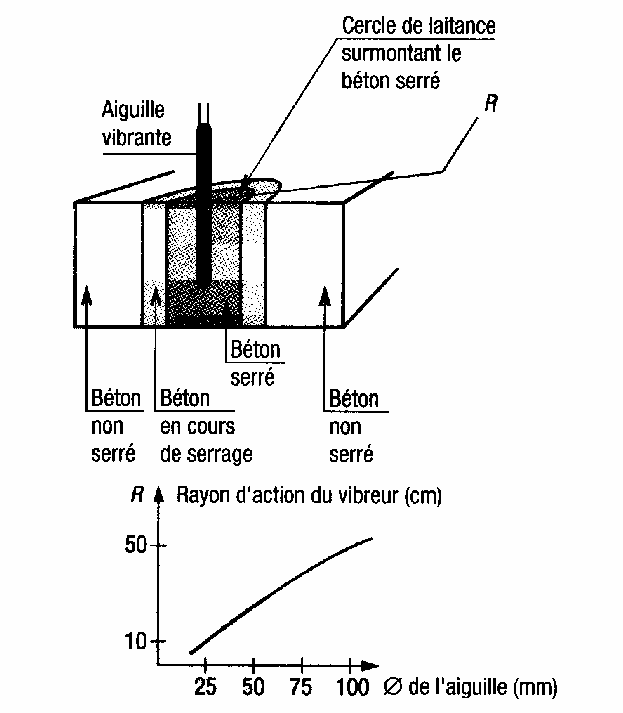 Cercle de laitance
surmontant le
béton serré
Aiguille
vibrante
R
Béton
serré
Béton
non
serré
Béton
en cours
de serrage
Béton
non
serré
R Rayon d'action du vibreur (cm)
50
10
25 50 75 100 Ø de l'aiguille (mm)